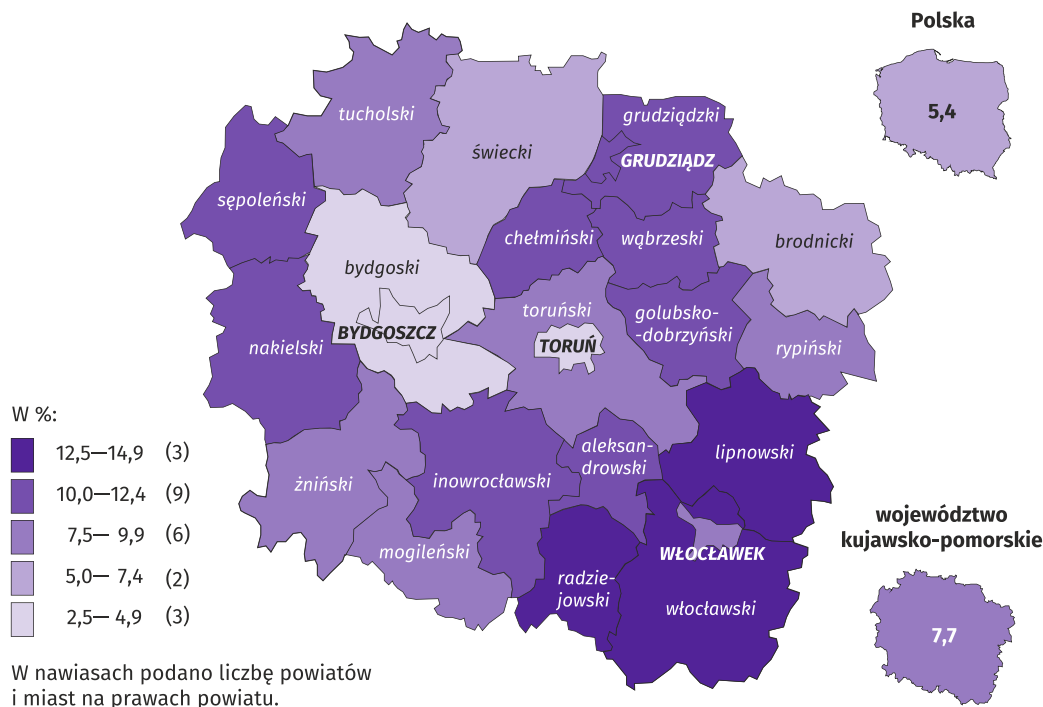 Polska
5,4
tucholski
grudziądzki
świecki
GRUDZIĄDZ
sępoleński
chełmiński
wąbrzeski
brodnicki
bydgoski
toruński
golubsko-
-dobrzyński
BYDGOSZCZ
TORUŃ
nakielski
rypiński
W %:
12,5—14,9 (3)
10,0—12,4 (9)
7,5— 9,9 (6)
5,0— 7,4 (2)
2,5— 4,9 (3)
aleksan-
drowski
lipnowski
żniński
inowrocławski
mogileński
WŁOCŁAWEK
radzie-
jowski
włocławski
województwo
kujawsko-pomorskie
7,7
W nawiasach podano liczbę powiatów
i miast na prawach powiatu.